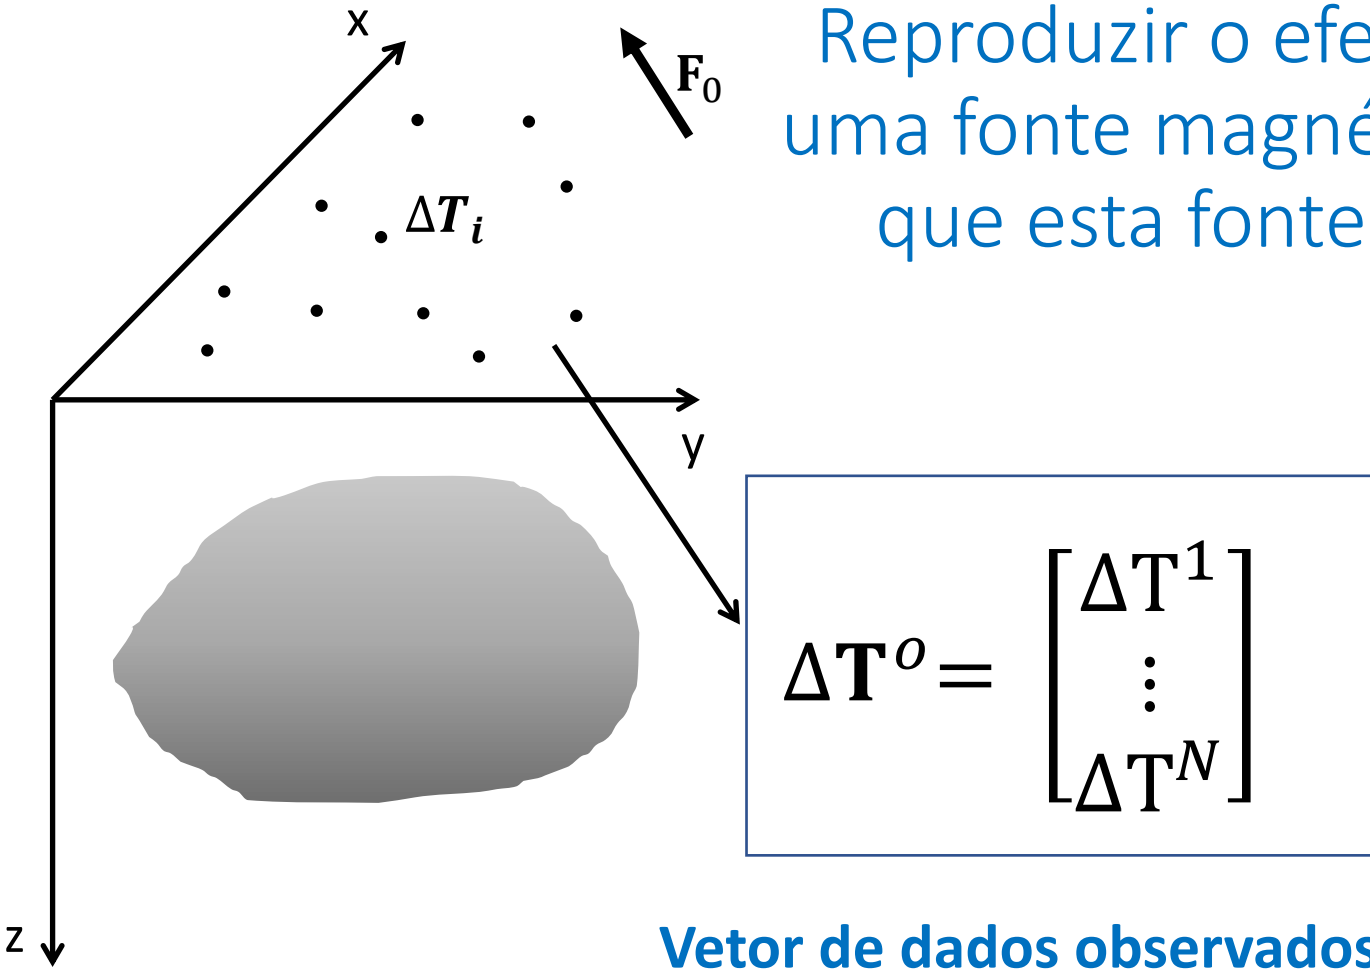 x
F₀
Reproduzir o efe
uma fonte magné
que esta fonte
ΔTᵢ
y
ΔTᴼ = [ΔT¹
⋮
ΔTᴺ]
z
Vetor de dados observados